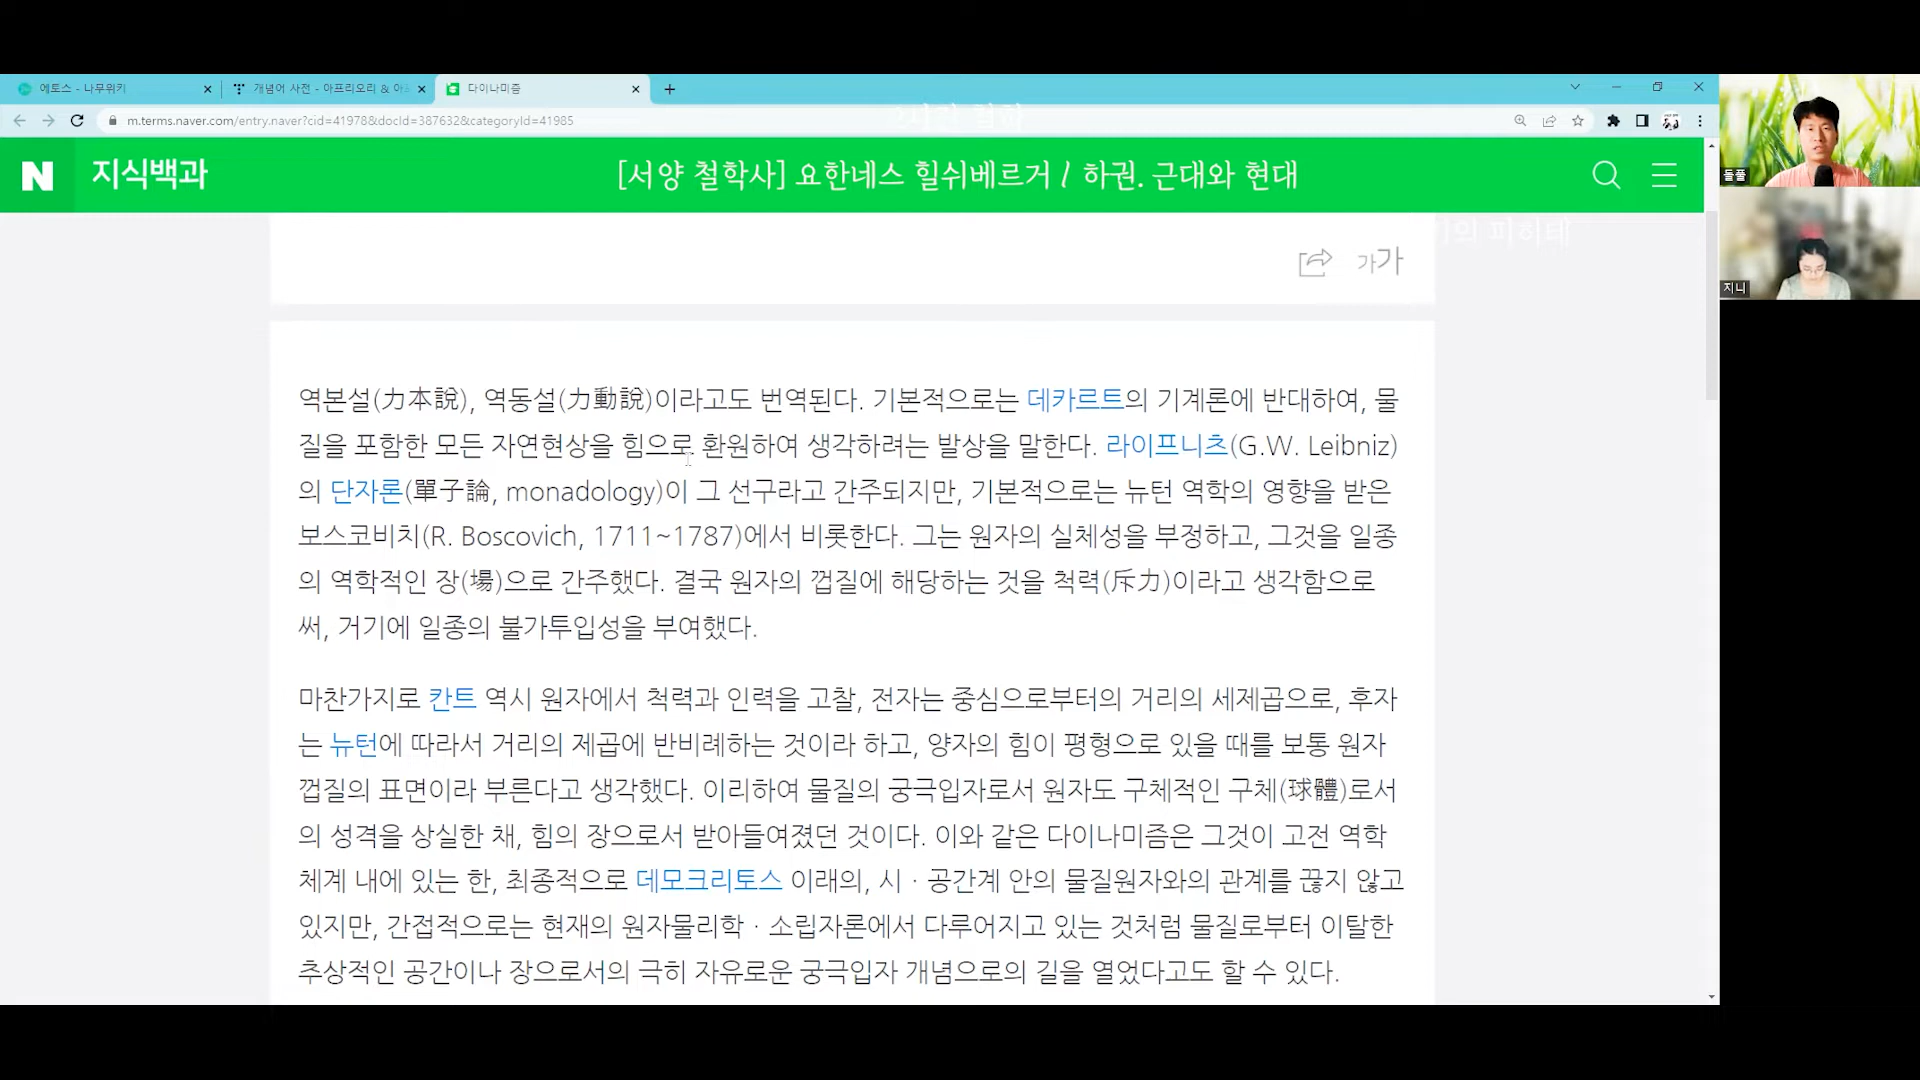 에토스 - 나무위키
개념어 사전 - 아프리오리 & 아
다이나미즘
m.terms.naver.com/entry.naver?cid=41978&docId=387632&categoryId=41985
N 지식백과
[서양 철학사] 요한네스 힐쉬베르거 / 하권. 근대와 현대
돌풀
지니
가가
역본설(力本說), 역동설(力動說)이라고도 번역된다. 기본적으로는 데카르트의 기계론에 반대하여, 물
질을 포함한 모든 자연현상을 힘으로 환원하여 생각하려는 발상을 말한다. 라이프니츠(G.W. Leibniz)
의 단자론(單子論, monadology)이 그 선구라고 간주되지만, 기본적으로는 뉴턴 역학의 영향을 받은
보스코비치(R. Boscovich, 1711~1787)에서 비롯한다. 그는 원자의 실체성을 부정하고, 그것을 일종
의 역학적인 장(場)으로 간주했다. 결국 원자의 껍질에 해당하는 것을 척력(斥力)이라고 생각함으로
써, 거기에 일종의 불가투입성을 부여했다.
마찬가지로 칸트 역시 원자에서 척력과 인력을 고찰, 전자는 중심으로부터의 거리의 세제곱으로, 후자
는 뉴턴에 따라서 거리의 제곱에 반비례하는 것이라 하고, 양자의 힘이 평형으로 있을 때를 보통 원자
껍질의 표면이라 부른다고 생각했다. 이리하여 물질의 궁극입자로서 원자도 구체적인 구체(球體)로서
의 성격을 상실한 채, 힘의 장으로서 받아들여졌던 것이다. 이와 같은 다이나미즘은 그것이 고전 역학
체계 내에 있는 한, 최종적으로 데모크리토스 이래의, 시 · 공간계 안의 물질원자와의 관계를 끊지 않고
있지만, 간접적으로는 현재의 원자물리학 · 소립자론에서 다루어지고 있는 것처럼 물질로부터 이탈한
추상적인 공간이나 장으로서의 극히 자유로운 궁극입자 개념으로의 길을 열었다고도 할 수 있다.